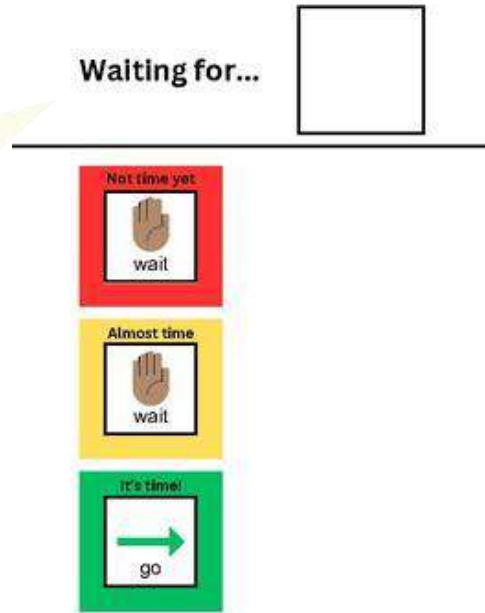 Waiting for...
Not time yet
wait
Almost time
wait
It's time!
go